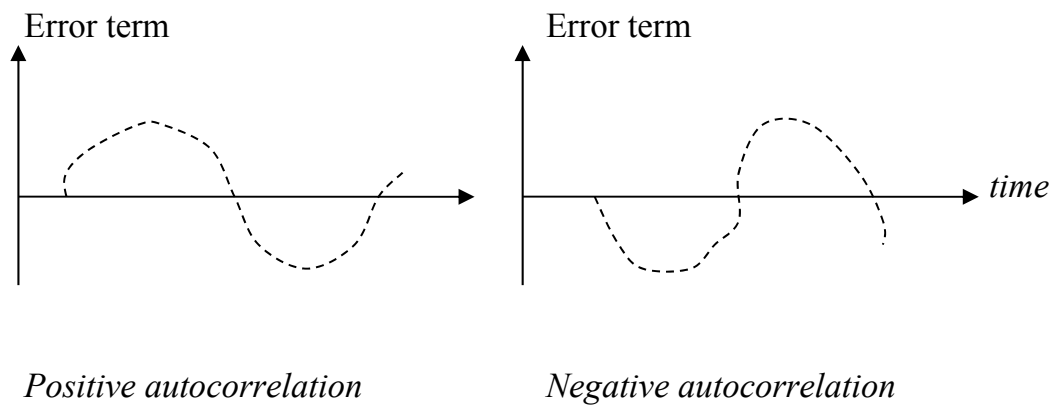 Error term
Error term
time
Positive autocorrelation
Negative autocorrelation